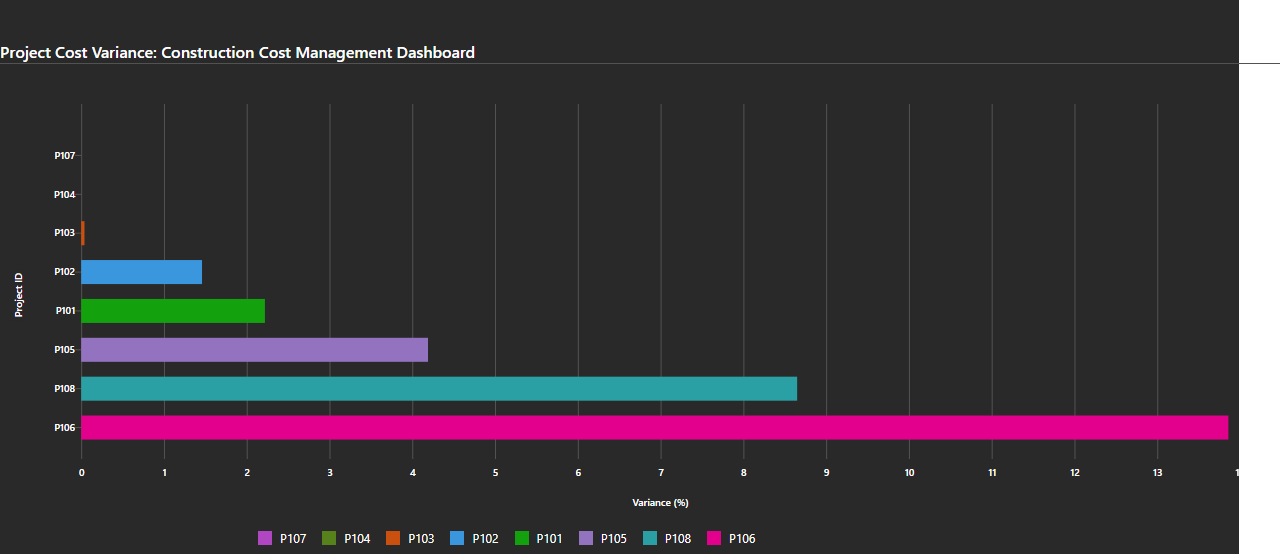 Project Cost Variance: Construction Cost Management Dashboard
P107
P104
P103
P102
P101
P105
P108
P106
Project ID
0 1 2 3 4 5 6 7 8 9 10 11 12 13
Variance (%)
P107 P104 P103 P102 P101 P105 P108 P106